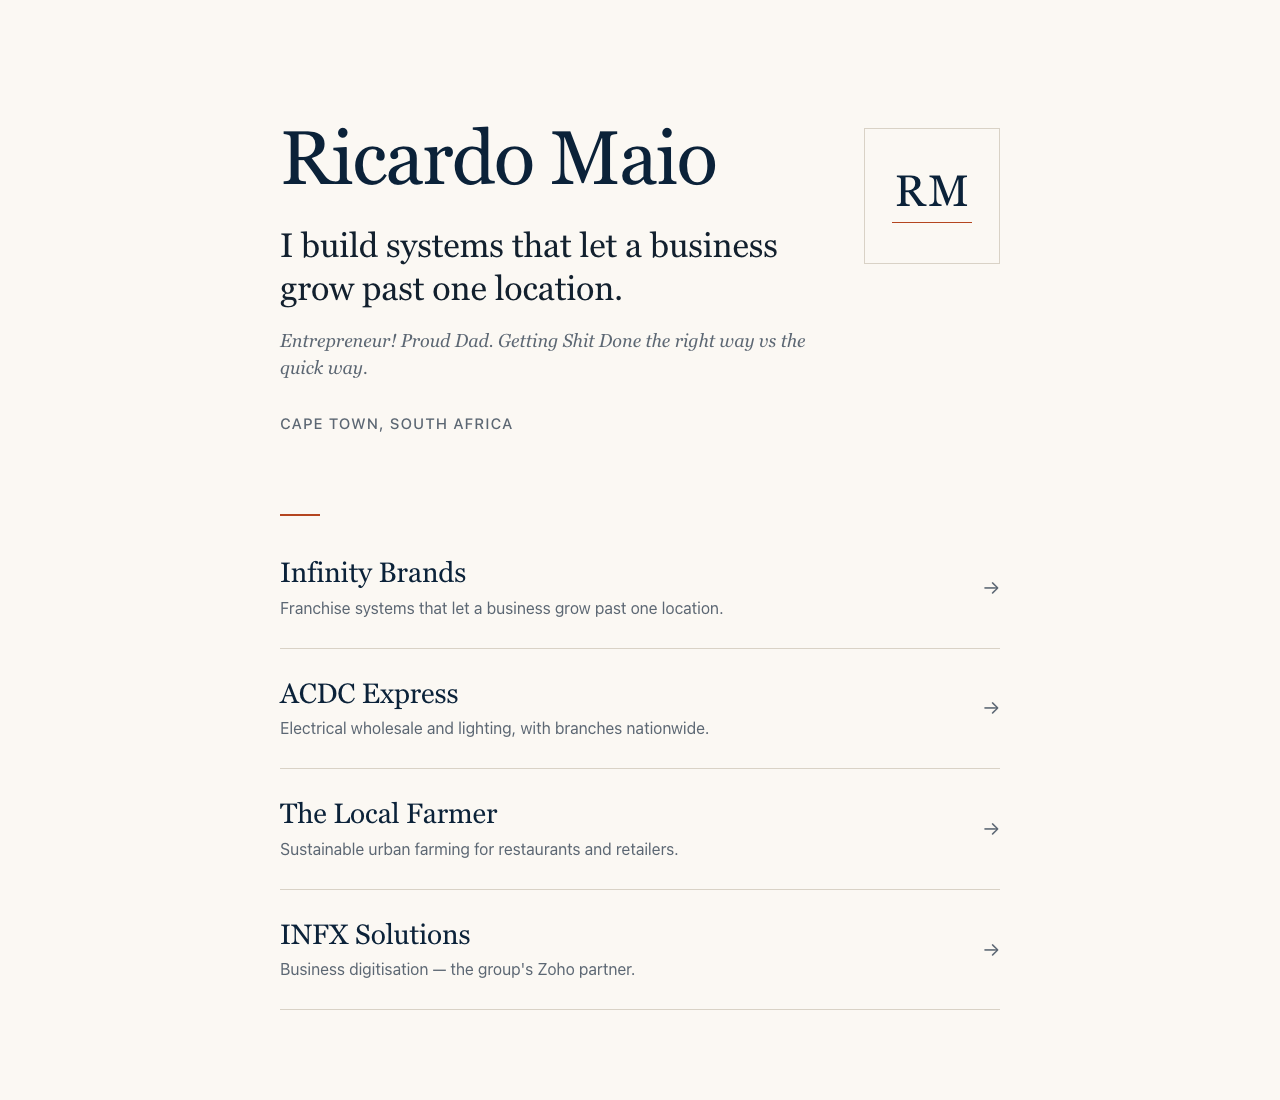 Ricardo Maio
RM
I build systems that let a business
grow past one location.
Entrepreneur! Proud Dad. Getting Shit Done the right way vs the
quick way.
CAPE TOWN, SOUTH AFRICA
Infinity Brands
Franchise systems that let a business grow past one location.
→
ACDC Express
Electrical wholesale and lighting, with branches nationwide.
→
The Local Farmer
Sustainable urban farming for restaurants and retailers.
→
INFX Solutions
Business digitisation — the group's Zoho partner.
→